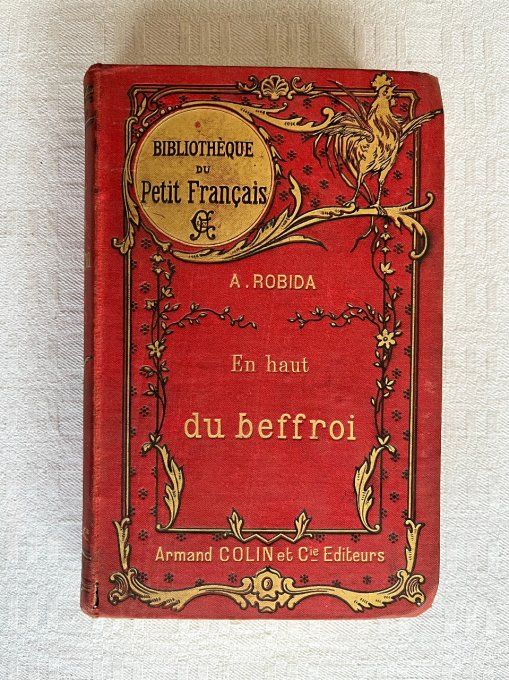 BIBLIOTHÈQUE
DU
Petit Français
A. ROBIDA
En haut
du beffroi
Armand COLIN et Cie Editeurs